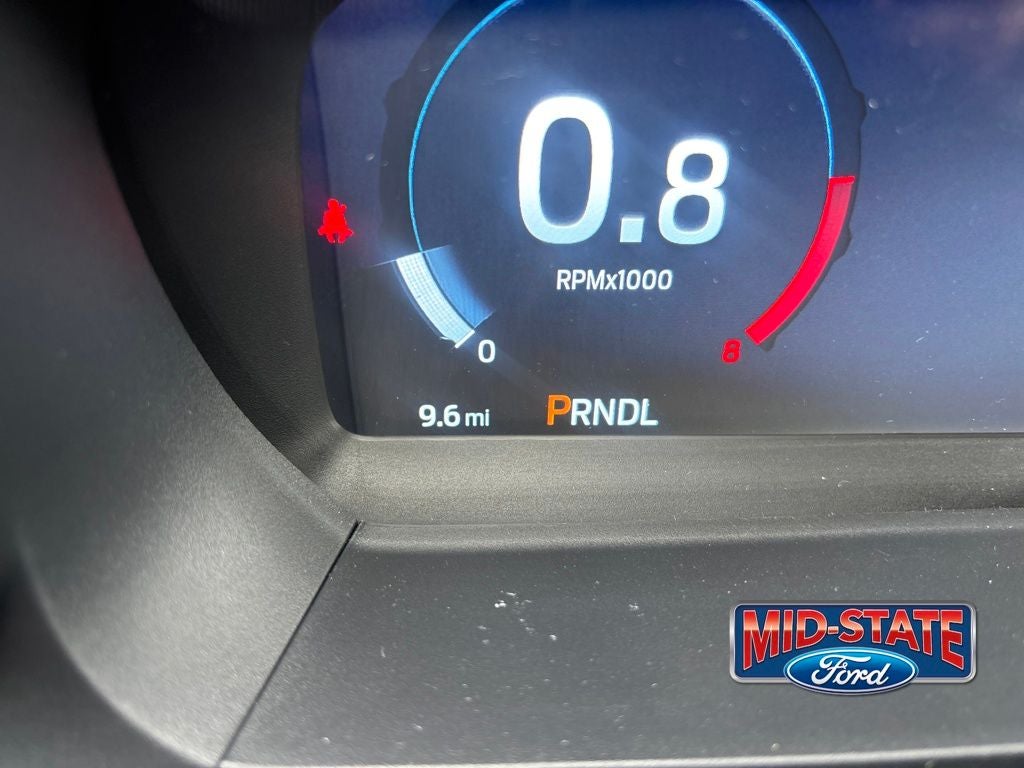 0.8
RPMx1000
0
8
9.6 mi
PRNDL
MID-STATE
Ford